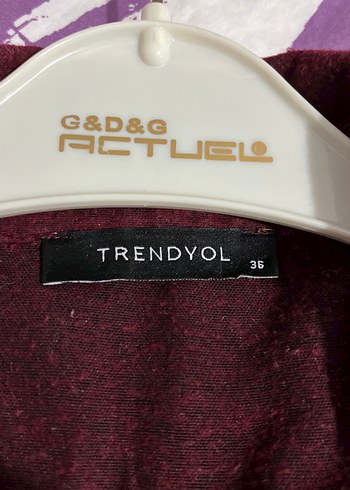 G&D&G
ACTUEL
TRENDYOL
36